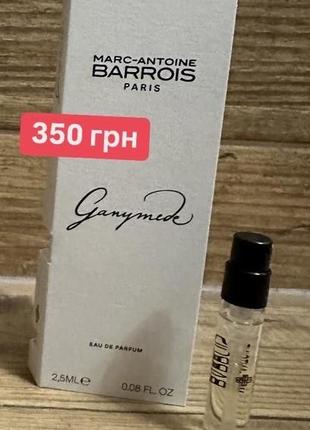 MARC-ANTOINE
BARROIS
PARIS
350 грн
Ganymede
EAU DE PARFUM
2,5ML℮
0.08 FL. OZ